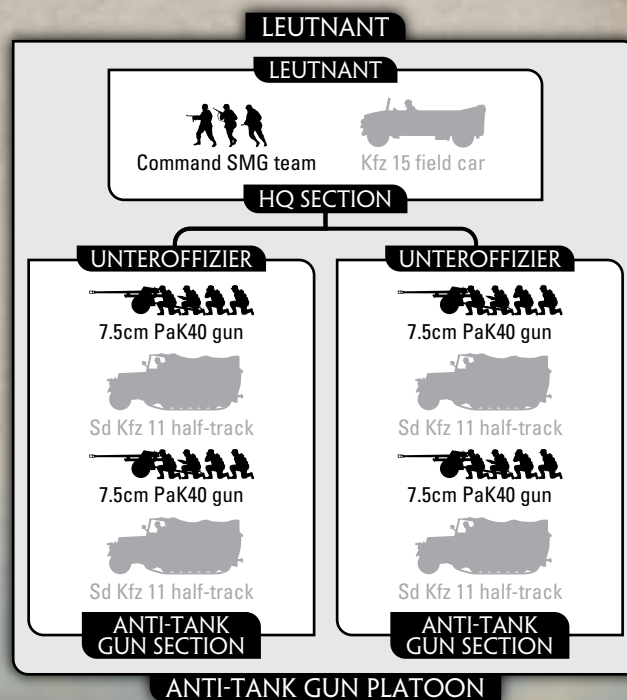 LEUTNANT
LEUTNANT
Command SMG team
Kfz 15 field car
HQ SECTION
UNTEROFFIZIER
7.5cm PaK40 gun
Sd Kfz 11 half-track
7.5cm PaK40 gun
Sd Kfz 11 half-track
ANTI-TANK
GUN SECTION
UNTEROFFIZIER
7.5cm PaK40 gun
Sd Kfz 11 half-track
7.5cm PaK40 gun
Sd Kfz 11 half-track
ANTI-TANK
GUN SECTION
ANTI-TANK GUN PLATOON